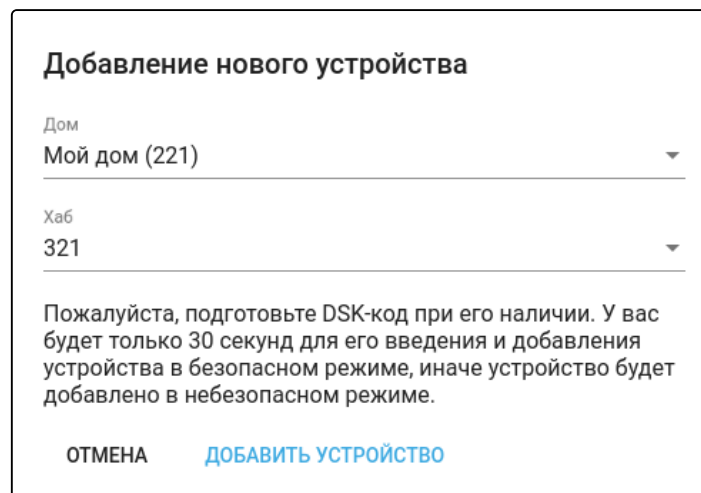 Добавление нового устройства
Дом
Мой дом (221)
Хаб
321
Пожалуйста, подготовьте DSK-код при его наличии. У вас
будет только 30 секунд для его введения и добавления
устройства в безопасном режиме, иначе устройство будет
добавлено в небезопасном режиме.
ОТМЕНА ДОБАВИТЬ УСТРОЙСТВО